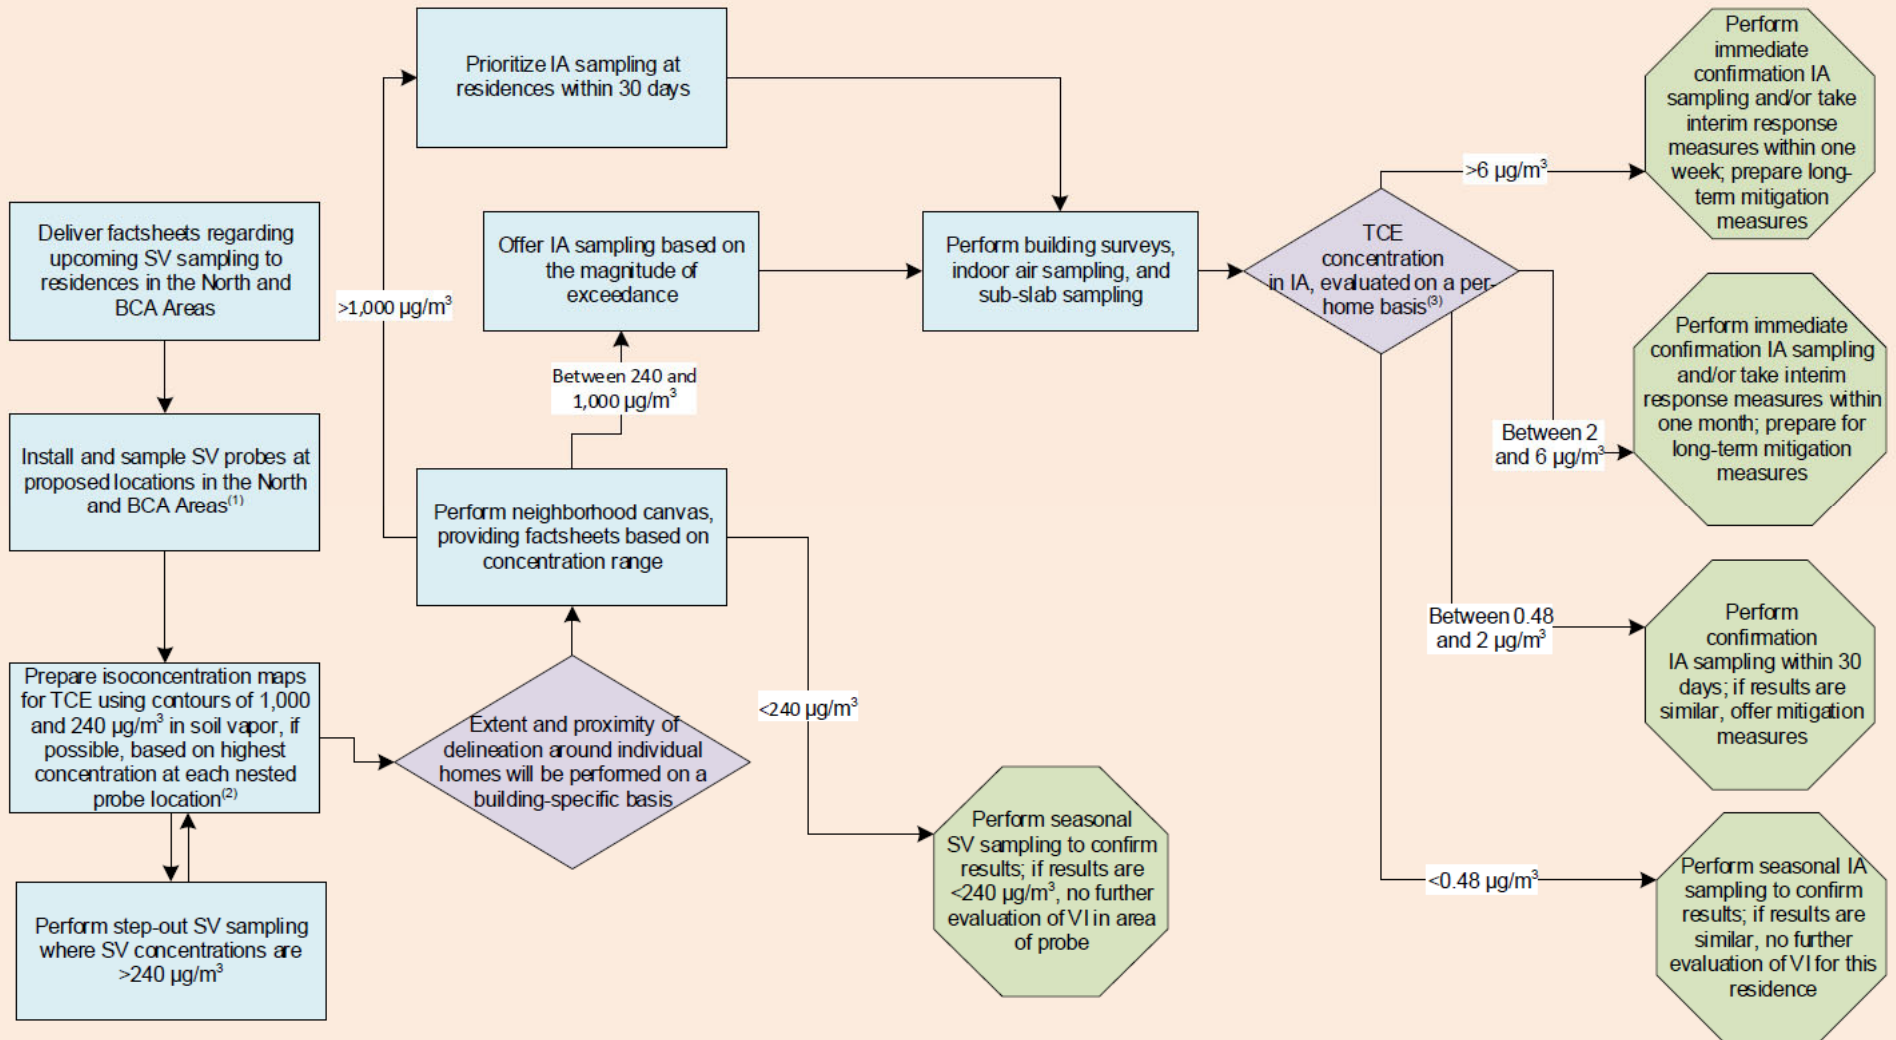 Deliver factsheets regarding
upcoming SV sampling to
residences in the North and
BCA Areas
Install and sample SV probes at
proposed locations in the North
and BCA Areas(1)
Prepare isoconcentration maps
for TCE using contours of 1,000
and 240 µg/m³ in soil vapor, if
possible, based on highest
concentration at each nested
probe location(2)
Perform step-out SV sampling
where SV concentrations are
>240 µg/m³
Extent and proximity of
delineation around individual
homes will be performed on a
building-specific basis
Perform neighborhood canvas,
providing factsheets based on
concentration range
>1,000 µg/m³
Prioritize IA sampling at
residences within 30 days
Between 240 and
1,000 µg/m³
Offer IA sampling based on
the magnitude of
exceedance
<240 µg/m³
Perform seasonal
SV sampling to confirm
results; if results are
<240 µg/m³, no further
evaluation of VI in area
of probe
Perform building surveys,
indoor air sampling, and
sub-slab sampling
TCE
concentration
in IA, evaluated on a per-
home basis(3)
>6 µg/m³
Perform
immediate
confirmation IA
sampling and/or take
interim response
measures within one
week; prepare long-
term mitigation
measures
Between 2
and 6 µg/m³
Perform immediate
confirmation IA sampling
and/or take interim
response measures within
one month; prepare for
long-term mitigation
measures
Between 0.48
and 2 µg/m³
Perform
confirmation
IA sampling within 30
days; if results are
similar, offer mitigation
measures
<0.48 µg/m³
Perform seasonal IA
sampling to confirm
results; if results are
similar, no further
evaluation of VI for this
residence